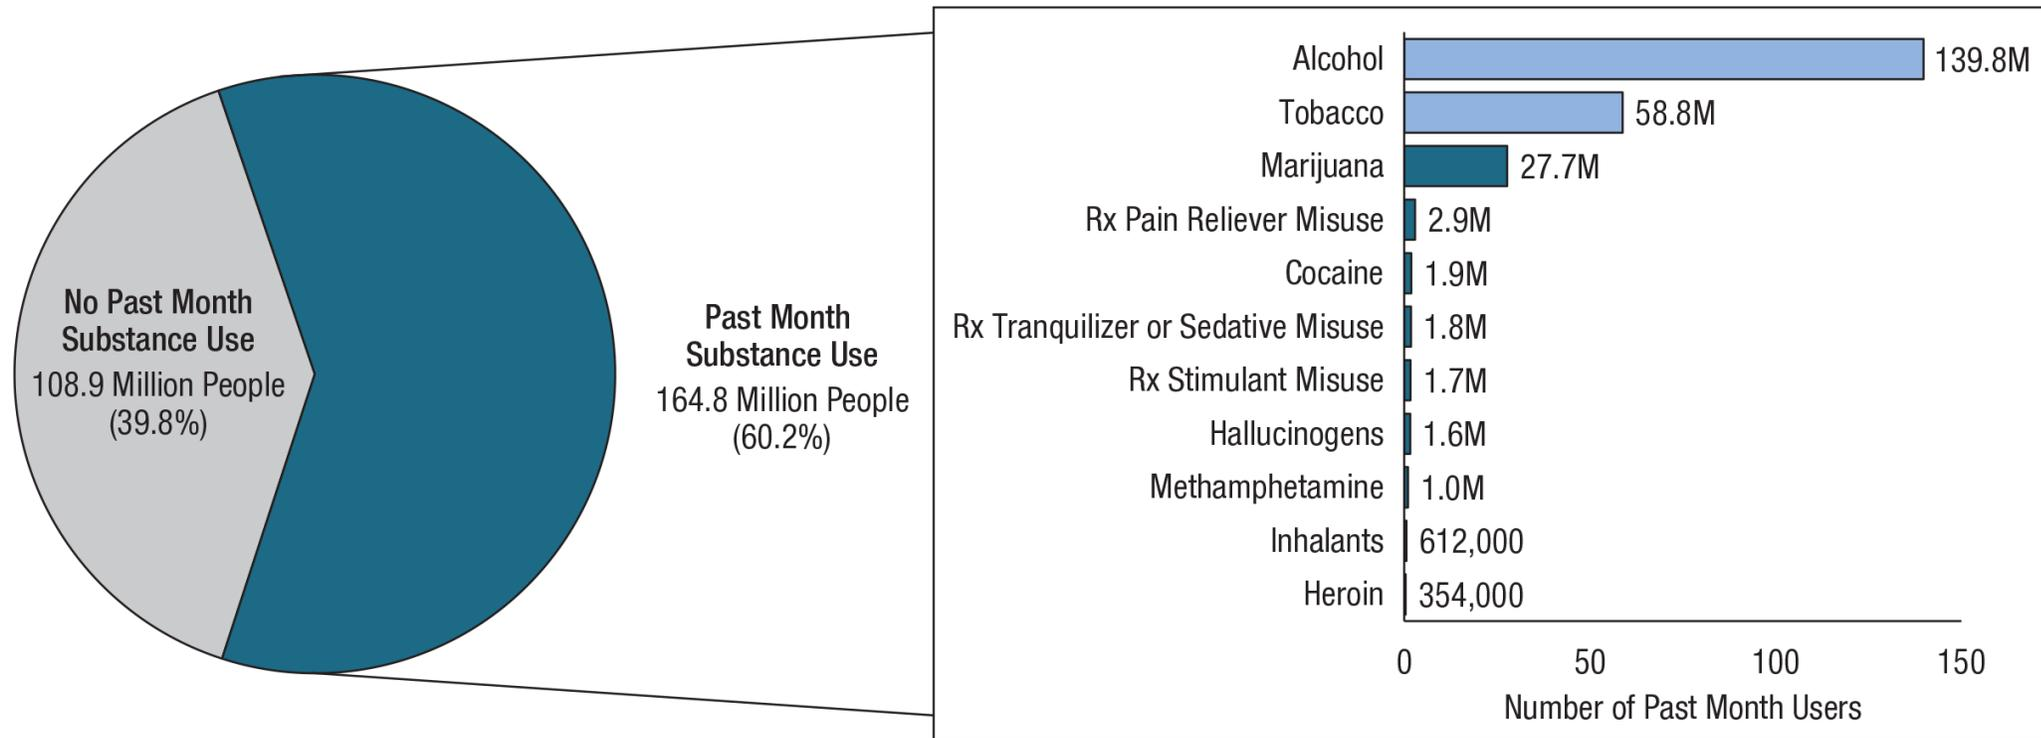 No Past Month
Substance Use
108.9 Million People
(39.8%)
Past Month
Substance Use
164.8 Million People
(60.2%)
Alcohol 139.8M
Tobacco 58.8M
Marijuana 27.7M
Rx Pain Reliever Misuse 2.9M
Cocaine 1.9M
Rx Tranquilizer or Sedative Misuse 1.8M
Rx Stimulant Misuse 1.7M
Hallucinogens 1.6M
Methamphetamine 1.0M
Inhalants 612,000
Heroin 354,000
0 50 100 150
Number of Past Month Users